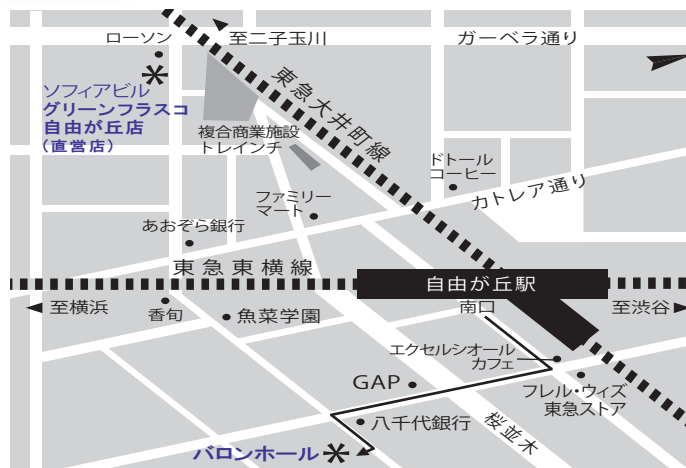 ローソン
至二子玉川
ガーベラ通り
ソフィアビル
グリーンフラスコ
自由が丘店
(直営店)
東急大井町線
複合商業施設
トレインチ
ドトール
コーヒー
カトレア通り
ファミリー
マート
あおぞら銀行
東急東横線
自由が丘駅
至横浜
香旬
魚菜学園
南口
至渋谷
エクセルシオール
カフェ
GAP
フレル・ウィズ
東急ストア
八千代銀行
桜並木
バロンホール